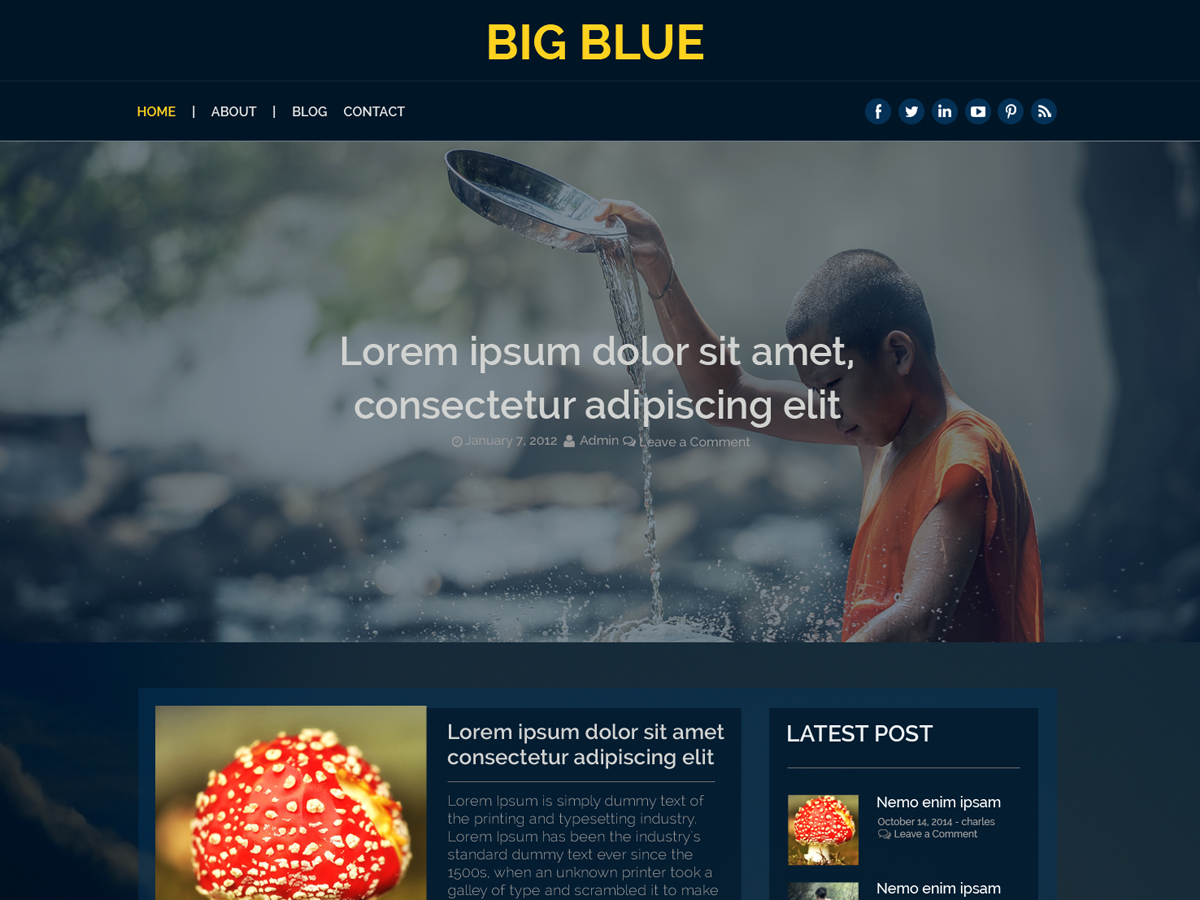 BIG BLUE
HOME | ABOUT | BLOG CONTACT
Lorem ipsum dolor sit amet,
consectetur adipiscing elit
January 7, 2012 Admin Leave a Comment
Lorem ipsum dolor sit amet
consectetur adipiscing elit
Lorem Ipsum is simply dummy text of
the printing and typesetting industry.
Lorem Ipsum has been the industry's
standard dummy text ever since the
1500s, when an unknown printer took a
galley of type and scrambled it to make
LATEST POST
Nemo enim ipsam
October 14, 2014 - charles
Leave a Comment
Nemo enim ipsam